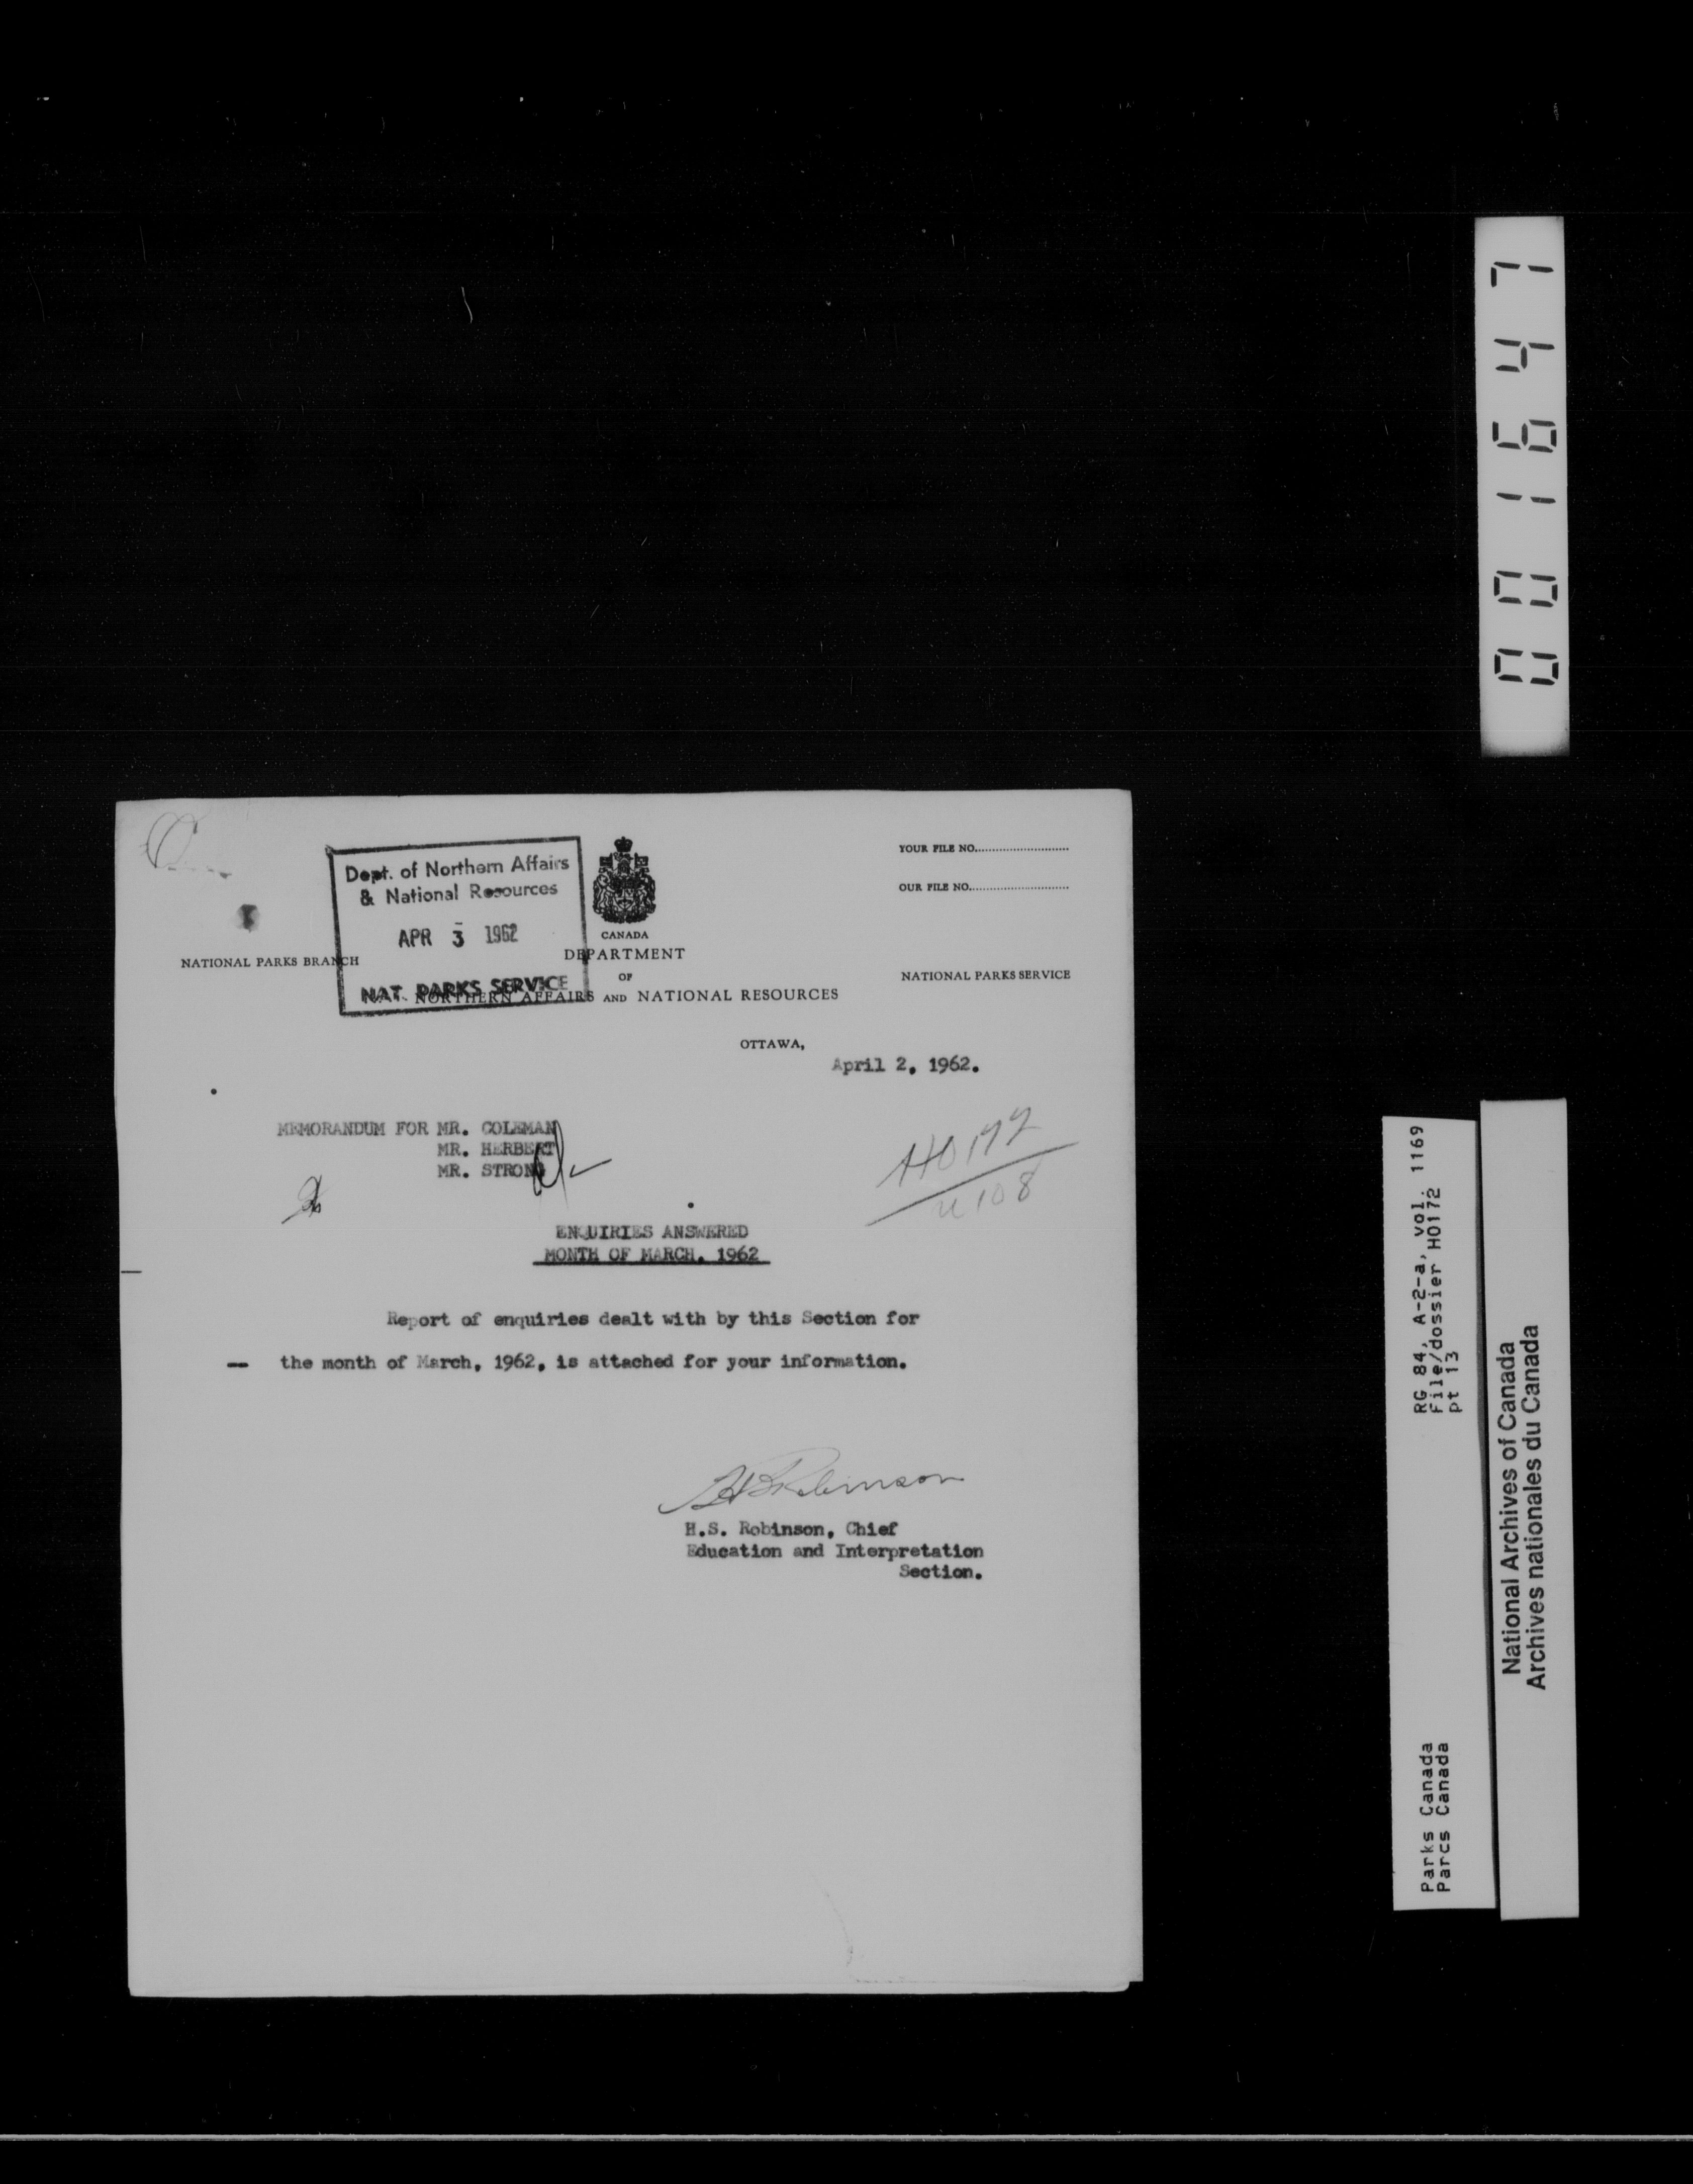 Dept. of Northern Affairs
& National Resources
APR 3 1962
NAT. PARKS SERVICE
CANADA
DEPARTMENT
OF
NORTHERN AFFAIRS AND NATIONAL RESOURCES
NATIONAL PARKS BRANCH
YOUR FILE NO.
OUR FILE NO.
NATIONAL PARKS SERVICE
OTTAWA,
April 2, 1962.
MEMORANDUM FOR MR. COLEMAN
MR. HERBERT
MR. STRONG
H0172
U108
ENQUIRIES ANSWERED
MONTH OF MARCH, 1962
Report of enquiries dealt with by this Section for
the month of March, 1962, is attached for your information.
HSRobinson
H.S. Robinson, Chief
Education and Interpretation
Section.
001647
RG 84, A-2-a, vol. 1169
File/dossier H0172
pt 13
Parks Canada
Parcs Canada
National Archives of Canada
Archives nationales du Canada